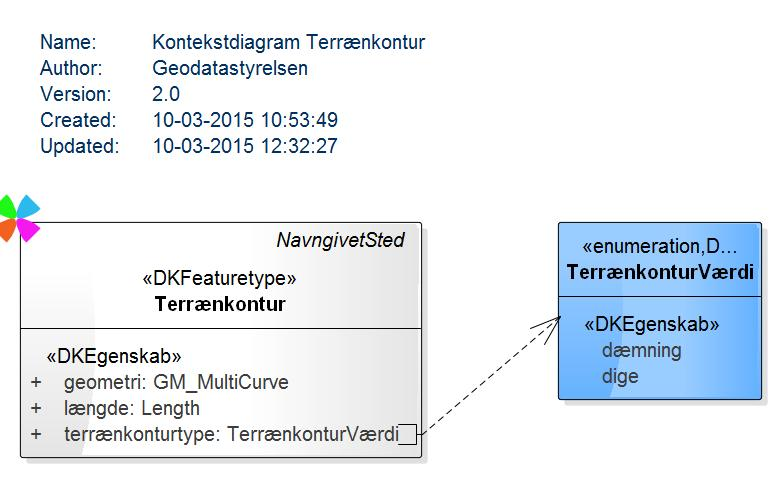 Name: Kontekstdiagram Terrænkontur
Author: Geodatastyrelsen
Version: 2.0
Created: 10-03-2015 10:53:49
Updated: 10-03-2015 12:32:27
NavngivetSted
«DKFeaturetype»
Terrænkontur
«DKEgenskab»
+ geometri: GM_MultiCurve
+ længde: Length
+ terrænkonturtype: TerrænkonturVærdi
«enumeration,D...
TerrænkonturVærdi
«DKEgenskab»
dæmning
dige